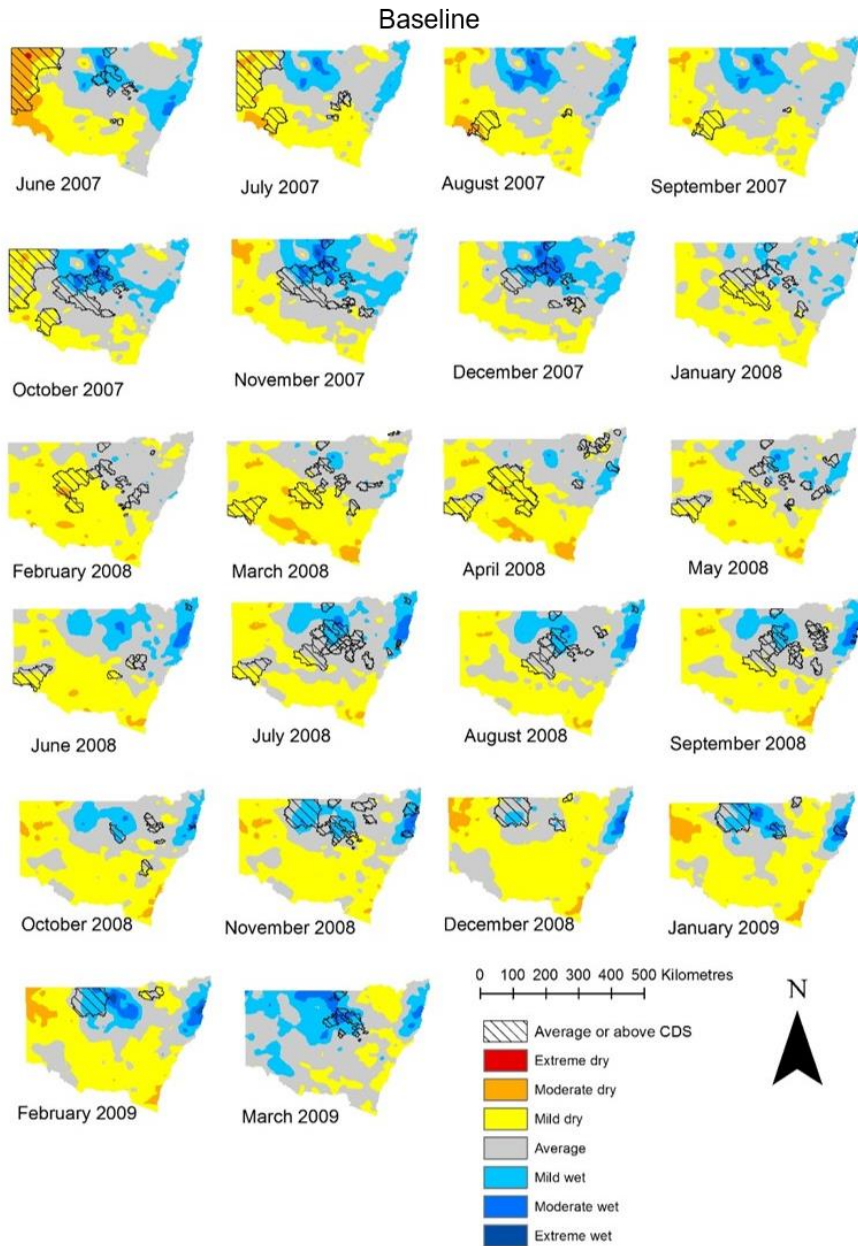 Baseline
June 2007
July 2007
August 2007
September 2007
October 2007
November 2007
December 2007
January 2008
February 2008
March 2008
April 2008
May 2008
June 2008
July 2008
August 2008
September 2008
October 2008
November 2008
December 2008
January 2009
February 2009
March 2009
0 100 200 300 400 500 Kilometres
N
Average or above CDS
Extreme dry
Moderate dry
Mild dry
Average
Mild wet
Moderate wet
Extreme wet